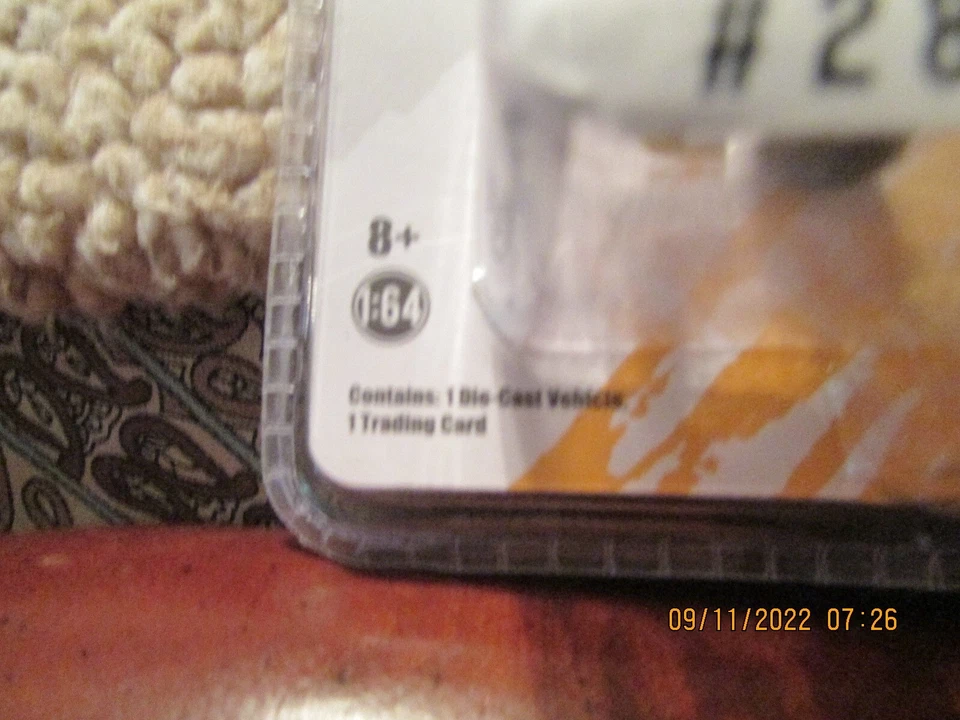 #28
8+
1:64
Contains: 1 Die-Cast Vehicle
1 Trading Card
09/11/2022 07:26